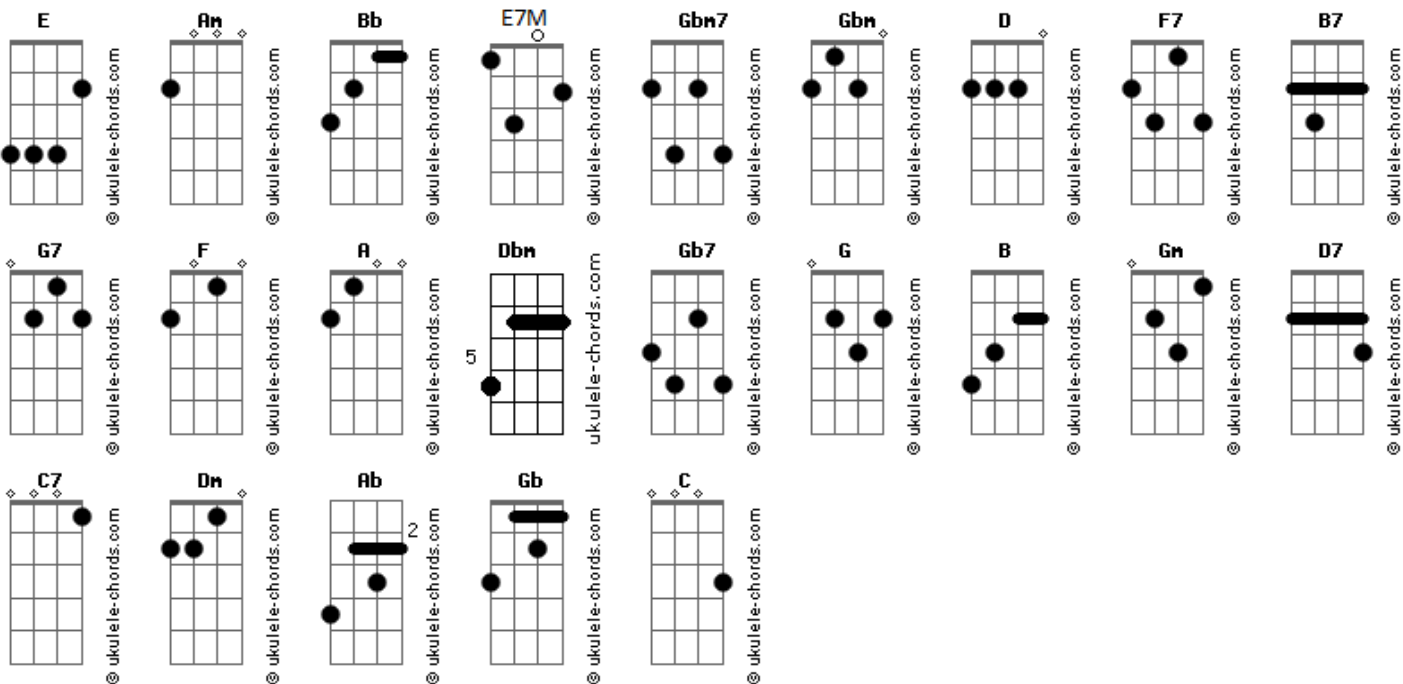 E Am Bb E7M Gbm7 Gbm D F7 B7
© ukulele-chords.com © ukulele-chords.com © ukulele-chords.com © ukulele-chords.com © ukulele-chords.com © ukulele-chords.com © ukulele-chords.com © ukulele-chords.com © ukulele-chords.com
G7 F A Dbm Gb7 G B Gm D7
5
© ukulele-chords.com © ukulele-chords.com © ukulele-chords.com ukulele-chords.com © ukulele-chords.com © ukulele-chords.com © ukulele-chords.com © ukulele-chords.com © ukulele-chords.com
C7 Dm Ab Gb C
2
© ukulele-chords.com © ukulele-chords.com © ukulele-chords.com © ukulele-chords.com © ukulele-chords.com